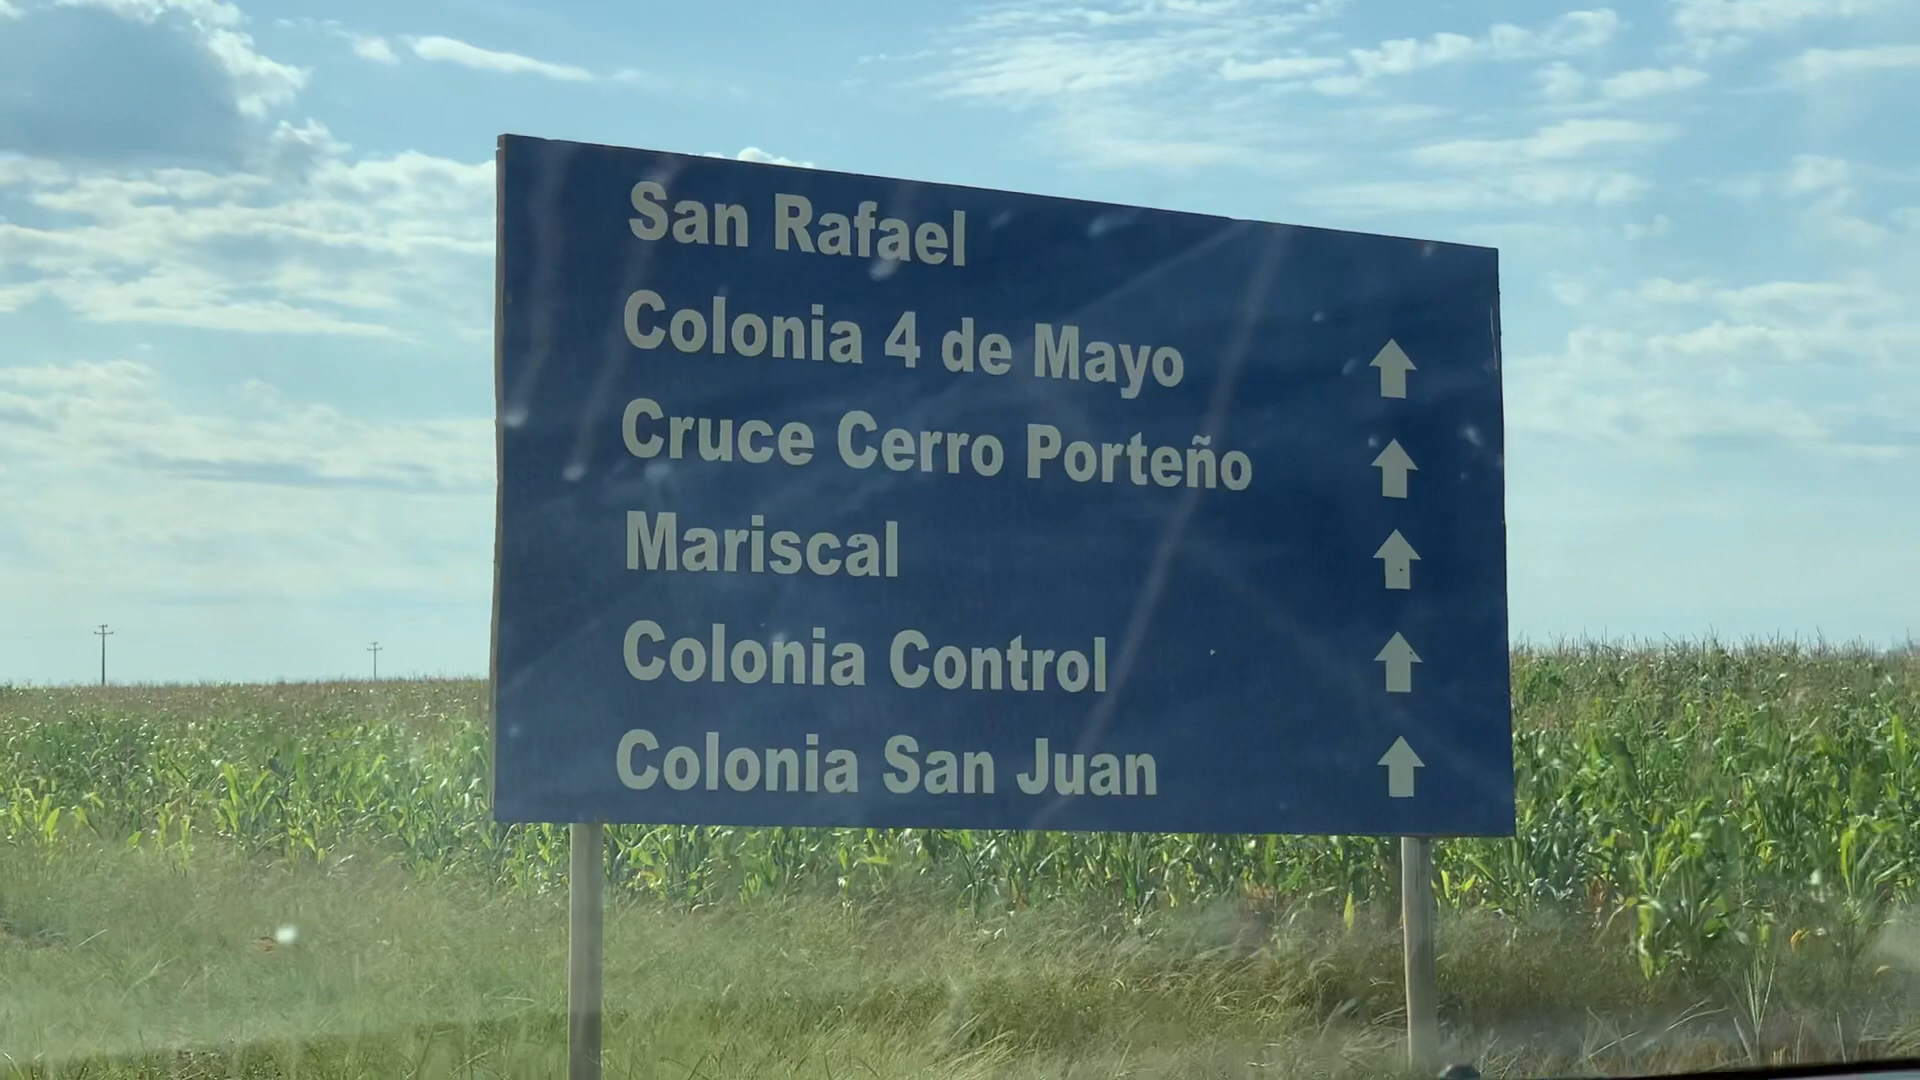 San Rafael
Colonia 4 de Mayo
Cruce Cerro Porteño
Mariscal
Colonia Control
Colonia San Juan